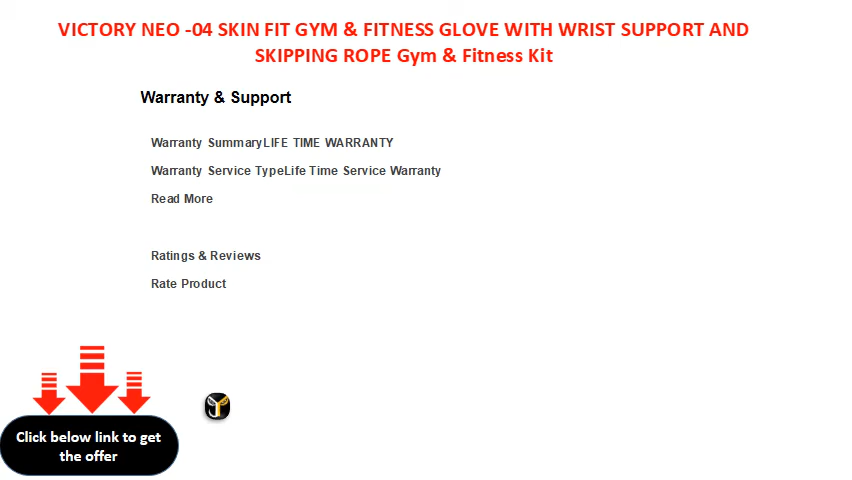 VICTORY NEO -04 SKIN FIT GYM & FITNESS GLOVE WITH WRIST SUPPORT AND
SKIPPING ROPE Gym & Fitness Kit
Warranty & Support
Warranty SummaryLIFE TIME WARRANTY
Warranty Service TypeLife Time Service Warranty
Read More
Ratings & Reviews
Rate Product
Click below link to get
the offer